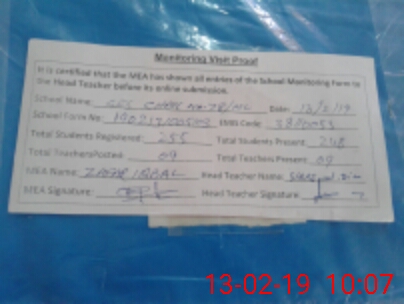 Monitoring Visit Proof
It is certified that the MEA has shown all entries of the School Monitoring Form to
the Head Teacher before its online submission.
School Name: GES CHAK Date: 13/2/19
School Form No: EMIS Code:
Total Students Registered: 255 Total Students Present: 248
Total Teachers Posted: 09 Total Teachers Present: 09
MEA Name: ZAFAR IQBAL Head Teacher Name:
MEA Signature: Head Teacher Signature
13-02-19 10:07